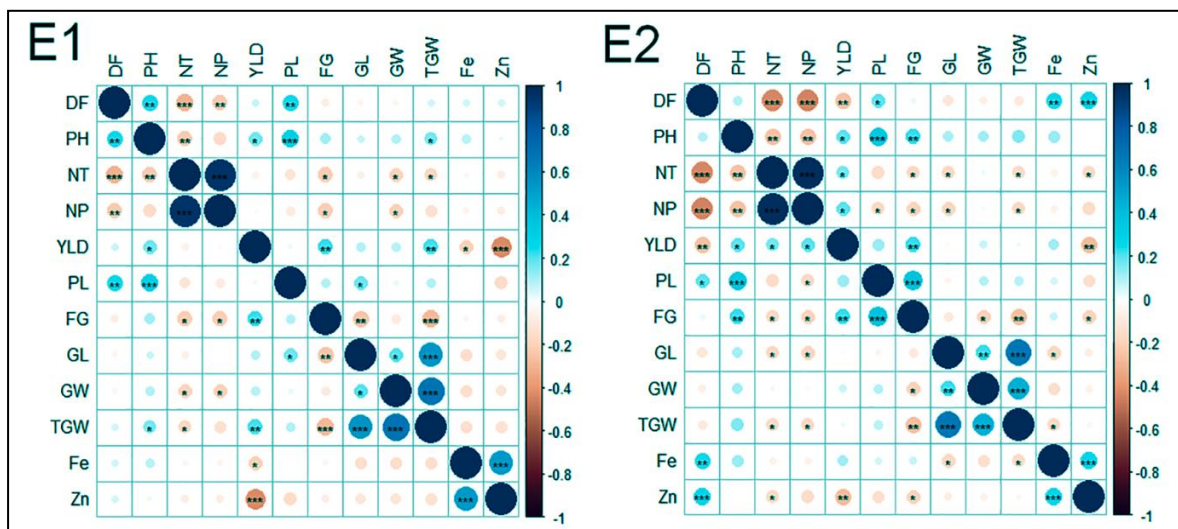 E1
DF PH NT NP YLD PL FG GL GW TGW Fe Zn
DF ** *** ** ** 1
PH ** ** * *** * 0.8
NT *** ** *** * * * 0.6
NP ** *** * * 0.4
YLD * ** ** * *** 0.2
PL ** *** * 0
FG * * ** ** *** -0.2
GL * ** * *** -0.4
GW * * * *** -0.6
TGW * * ** *** *** *** -0.8
Fe * ***
Zn *** *** -1
E2
DF PH NT NP YLD PL FG GL GW TGW Fe Zn
DF *** *** ** * ** *** 1
PH ** ** * *** ** 0.8
NT *** ** *** * * * * * 0.6
NP *** ** *** * * * * * 0.4
YLD ** * * * ** ** 0.2
PL * *** * *** 0
FG ** * * ** *** * ** * -0.2
GL * * ** *** * -0.4
GW * ** *** -0.6
TGW * * ** *** *** * -0.8
Fe ** * * ***
Zn *** * ** * *** -1